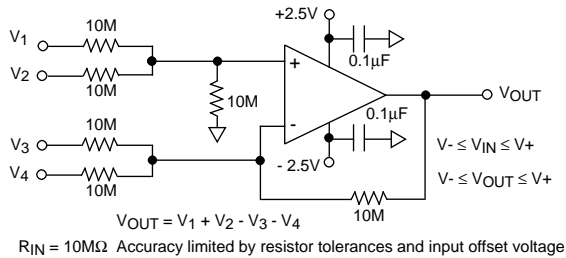 V1 10M
+2.5V
0.1µF
V2 10M
10M
+
-
0.1µF
VOUT
V3 10M
V4 10M
- 2.5V
V- ≤ VIN ≤ V+
V- ≤ VOUT ≤ V+
10M
VOUT = V1 + V2 - V3 - V4
RIN = 10MΩ Accuracy limited by resistor tolerances and input offset voltage